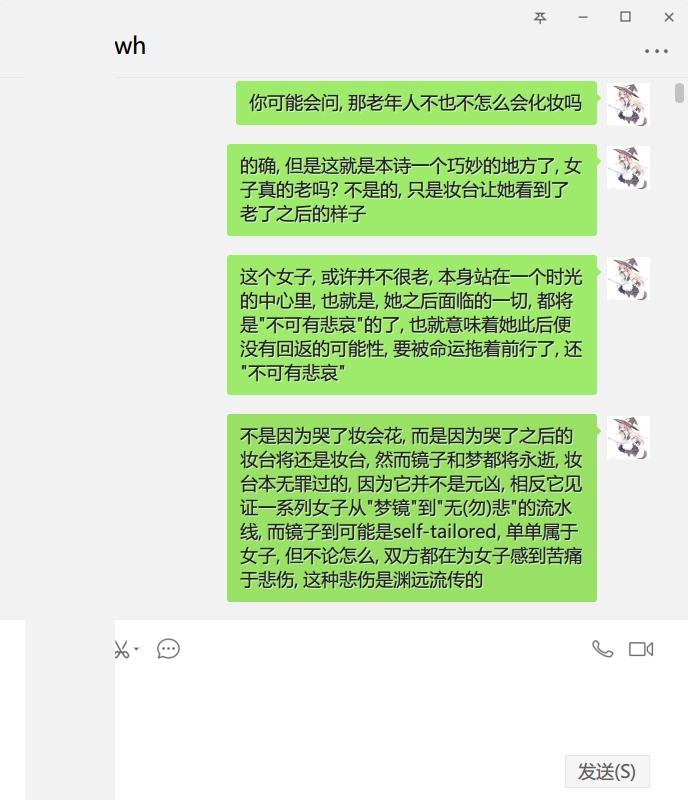 wh
你可能会问, 那老年人不也不怎么会化妆吗
的确, 但是这就是本诗一个巧妙的地方了, 女
子真的老吗? 不是的, 只是妆台让她看到了
老了之后的样子
这个女子, 或许并不很老, 本身站在一个时光
的中心里, 也就是, 她之后面临的一切, 都将
是"不可有悲哀"的了, 也就意味着她此后便
没有回返的可能性, 要被命运拖着前行了, 还
"不可有悲哀"
不是因为哭了妆会花, 而是因为哭了之后的
妆台将还是妆台, 然而镜子和梦都将永逝, 妆
台本无罪过的, 因为它并不是元凶, 相反它见
证一系列女子从"梦镜"到"无(勿)悲"的流水
线, 而镜子到可能是self-tailored, 单单属于
女子, 但不论怎么, 双方都在为女子感到苦痛
于悲伤, 这种悲伤是渊远流传的
发送(S)